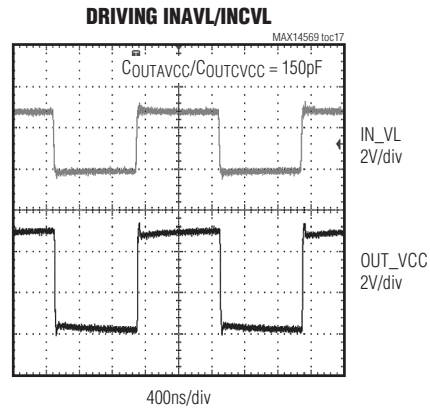 DRIVING INAVL/INCVL
MAX14569 toc17
COUTAVCC/COUTCVCC = 150pF
IN_VL
2V/div
OUT_VCC
2V/div
400ns/div